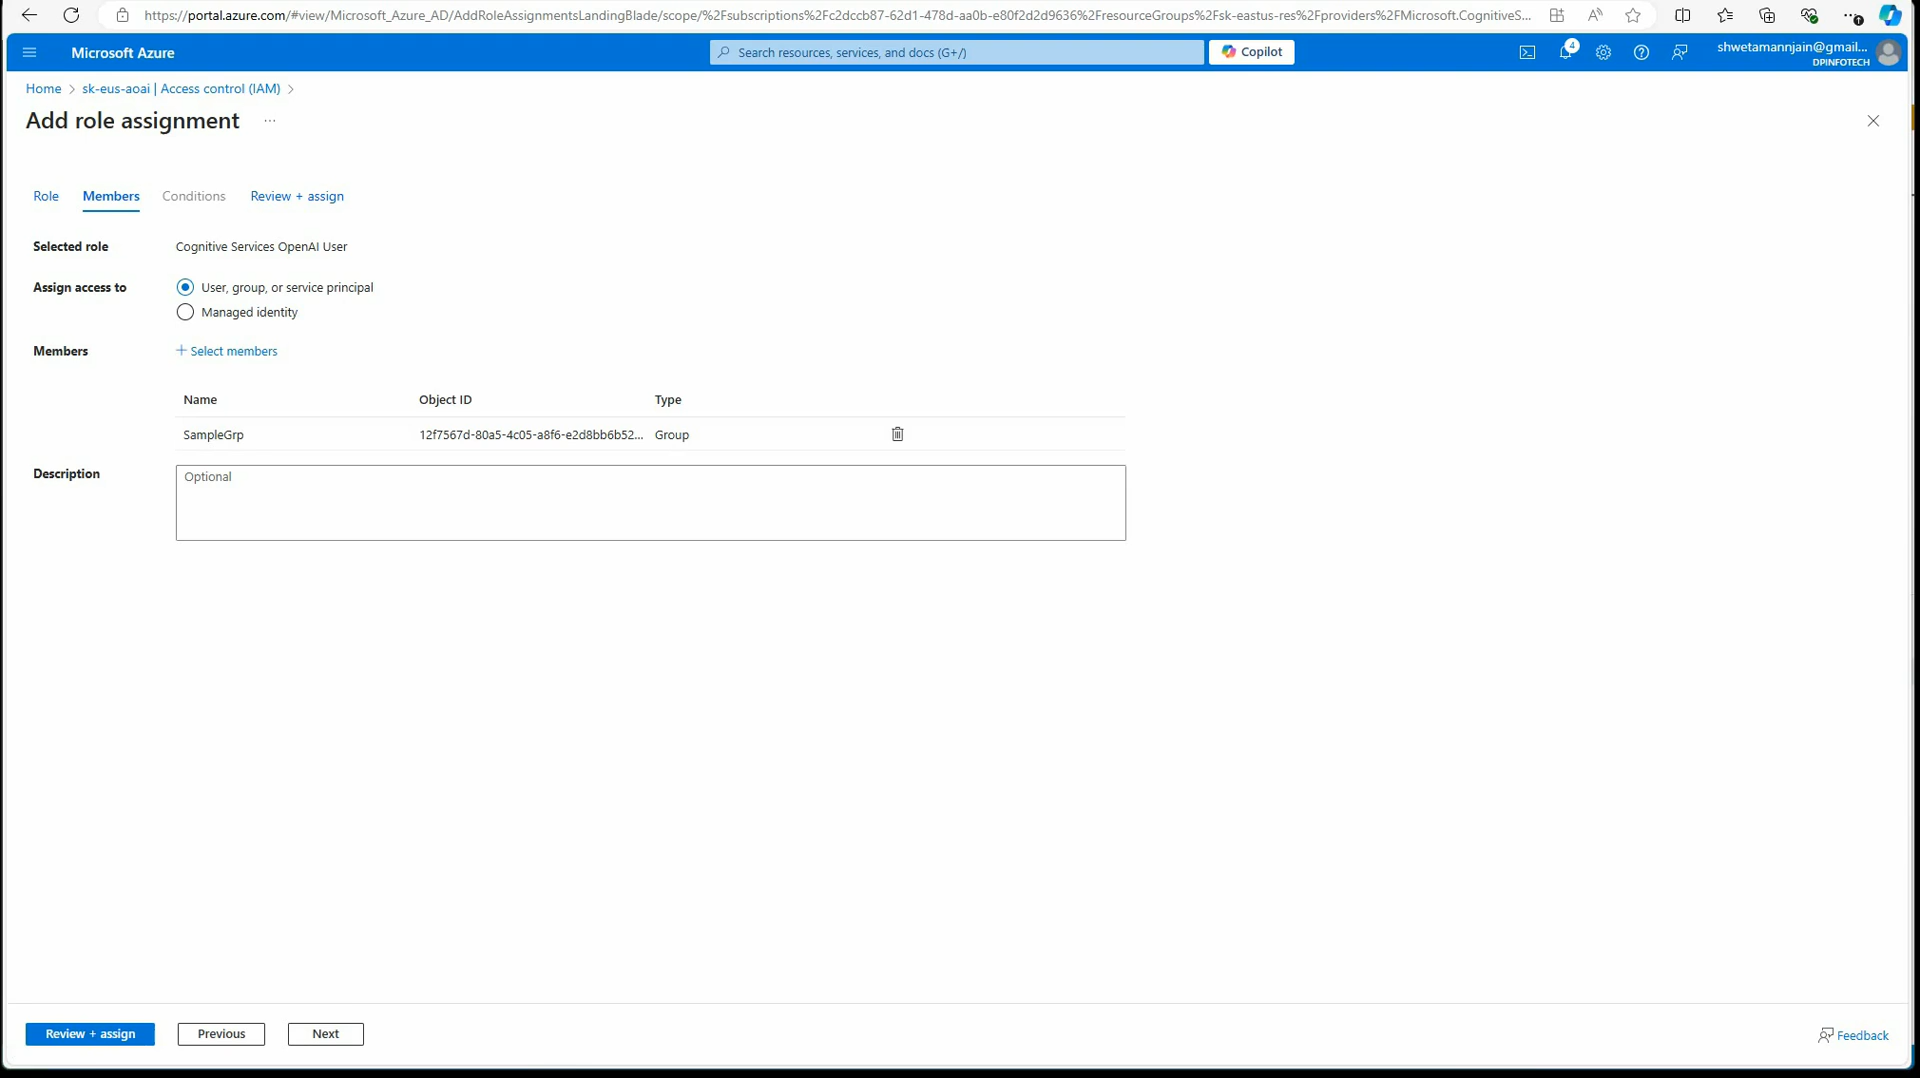 https://portal.azure.com/#view/Microsoft_Azure_AD/AddRoleAssignmentsLandingBlade/scope/%2Fsubscriptions%2Fc2dccb87-62d1-478d-aa0b-e80f2d2d9636%2FresourceGroups%2Fsk-eastus-res%2Fproviders%2FMicrosoft.CognitiveS...
Microsoft Azure
Search resources, services, and docs (G+/)
Copilot
4
shwetamannjain@gmail...
DPINFOTECH
Home > sk-eus-aoai | Access control (IAM) >
Add role assignment ...
Role Members Conditions Review + assign
Selected role Cognitive Services OpenAI User
Assign access to User, group, or service principal
Managed identity
Members + Select members
Name Object ID Type
SampleGrp 12f7567d-80a5-4c05-a8f6-e2d8bb6b52... Group
Description Optional
Review + assign Previous Next Feedback